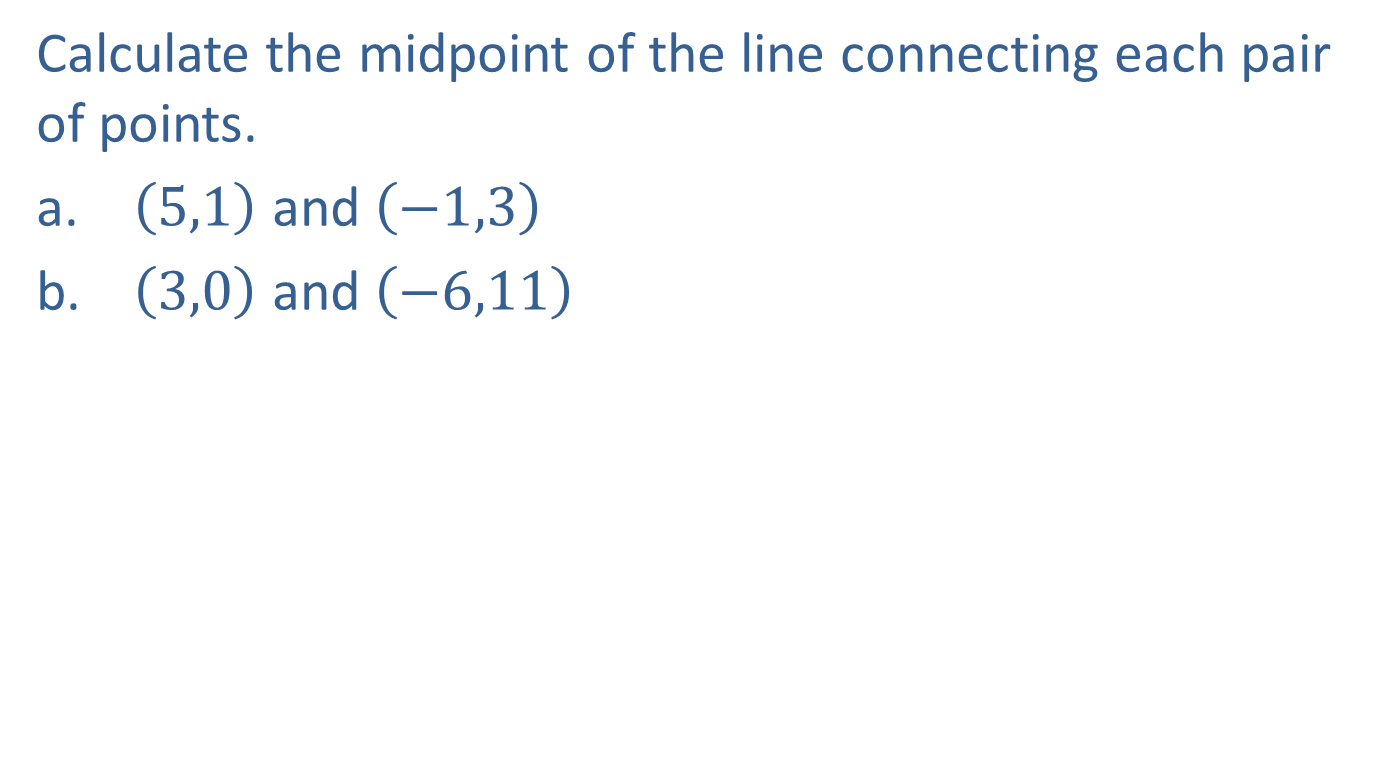 Calculate the midpoint of the line connecting each pair
of points.
a. (5,1) and (−1,3)
b. (3,0) and (−6,11)